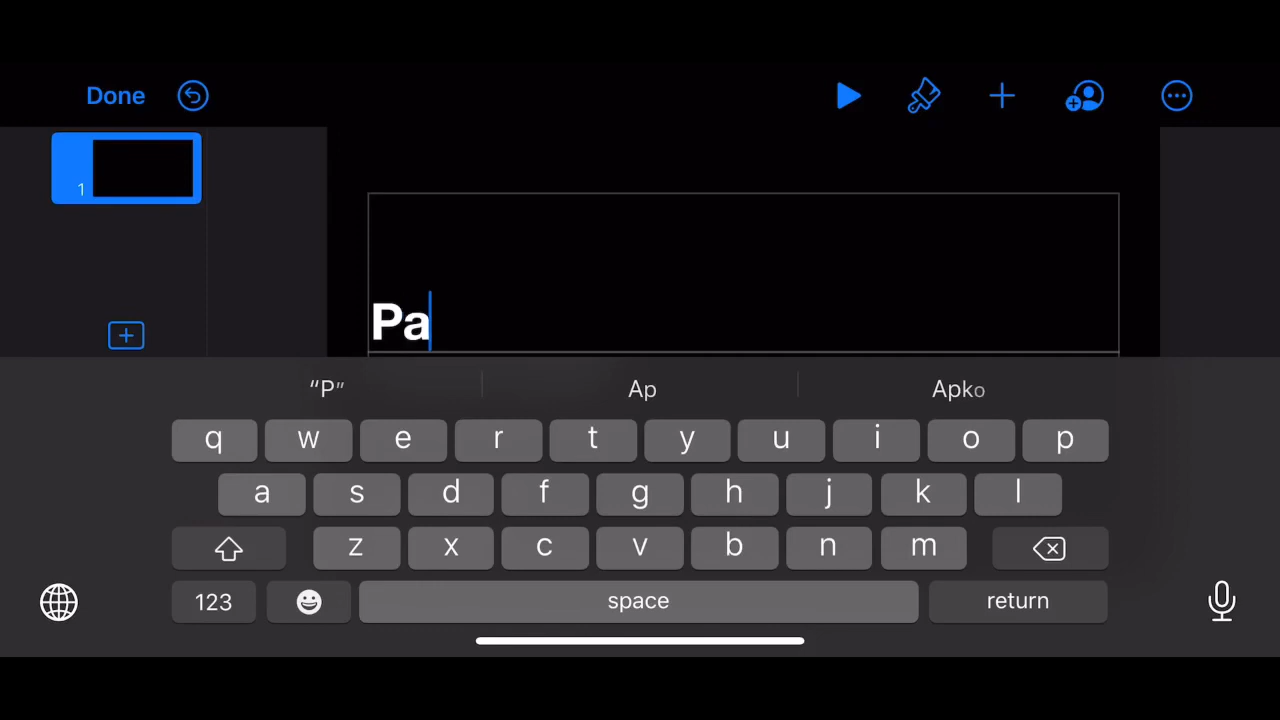 Done
1
Pa
“P” Ap Apko
q w e r t y u i o p
a s d f g h j k l
z x c v b n m
123 space return